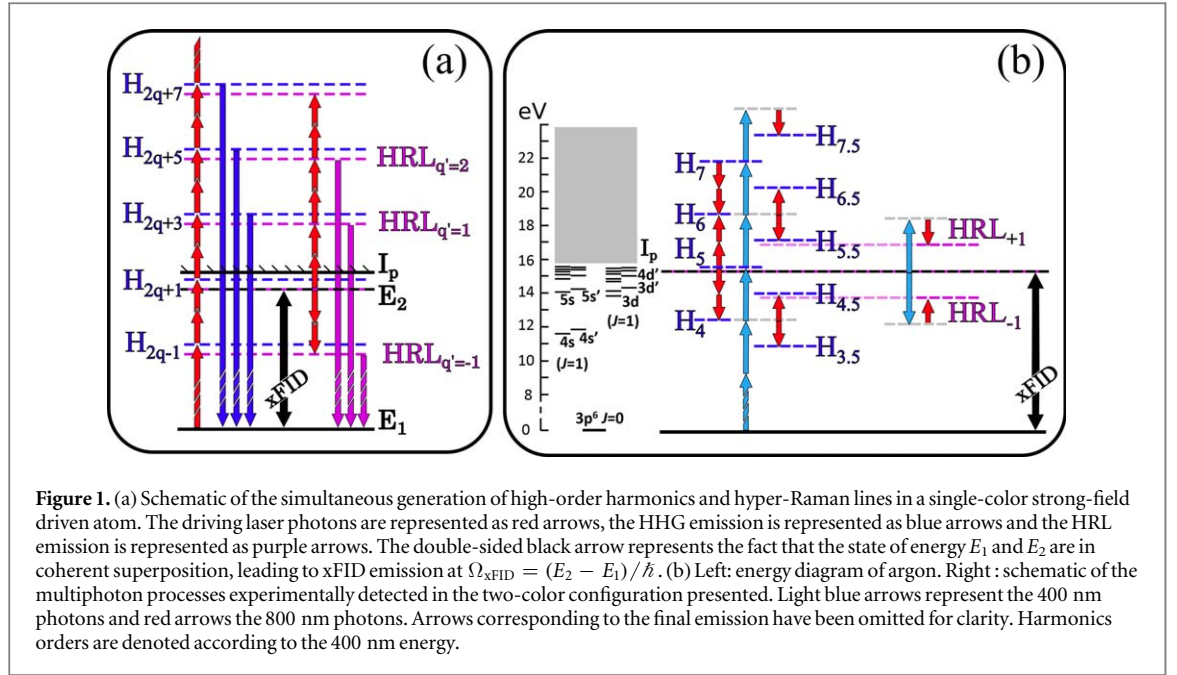 (a)
H2q+7
H2q+5
H2q+3
H2q+1
H2q-1
HRLq'=2
HRLq'=1
Ip
E2
HRLq'=-1
xFID
E1
(b)
eV
22
20
18
16
14
12
10
8
0
Ip
4d'
3d'
5s 5s' 3d
(J=1)
4s 4s'
(J=1)
3p⁶ J=0
H7.5
H7
H6.5
H6
HRL+1
H5.5
H5
H4.5
HRL-1
H4
H3.5
xFID
Figure 1. (a) Schematic of the simultaneous generation of high-order harmonics and hyper-Raman lines in a single-color strong-field
driven atom. The driving laser photons are represented as red arrows, the HHG emission is represented as blue arrows and the HRL
emission is represented as purple arrows. The double-sided black arrow represents the fact that the state of energy E1 and E2 are in
coherent superposition, leading to xFID emission at ΩxFID = (E2 − E1)/ℏ. (b) Left: energy diagram of argon. Right : schematic of the
multiphoton processes experimentally detected in the two-color configuration presented. Light blue arrows represent the 400 nm
photons and red arrows the 800 nm photons. Arrows corresponding to the final emission have been omitted for clarity. Harmonics
orders are denoted according to the 400 nm energy.